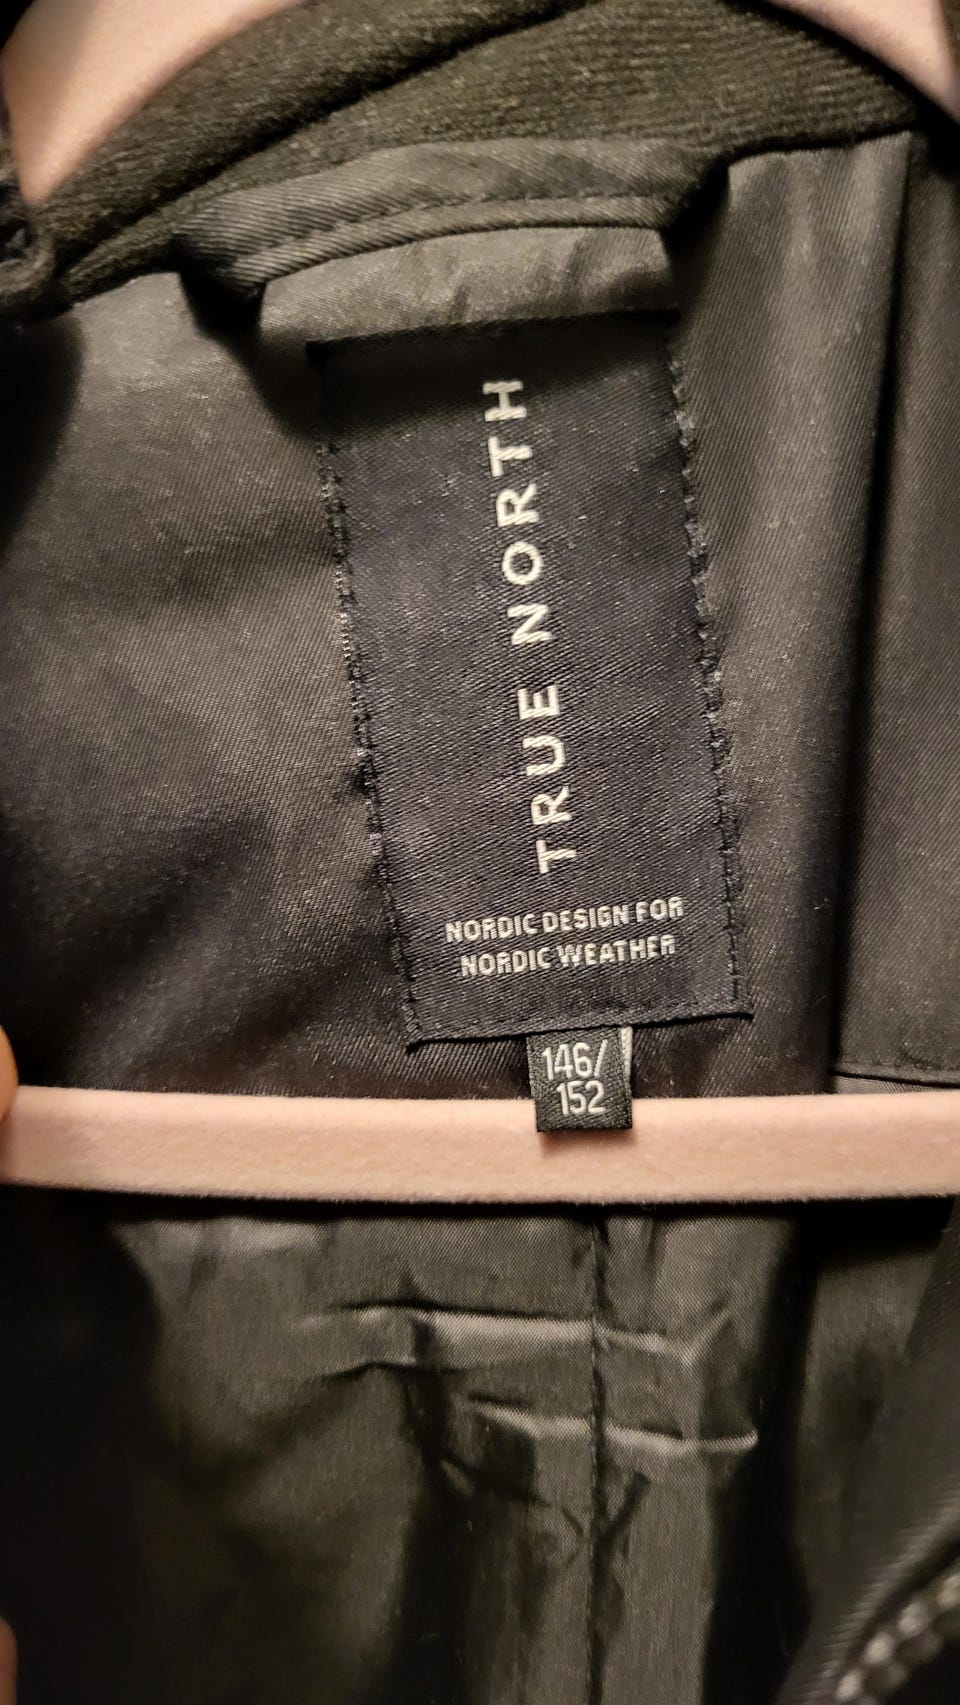 TRUE NORTH
NORDIC DESIGN FOR
NORDIC WEATHER
146/
152